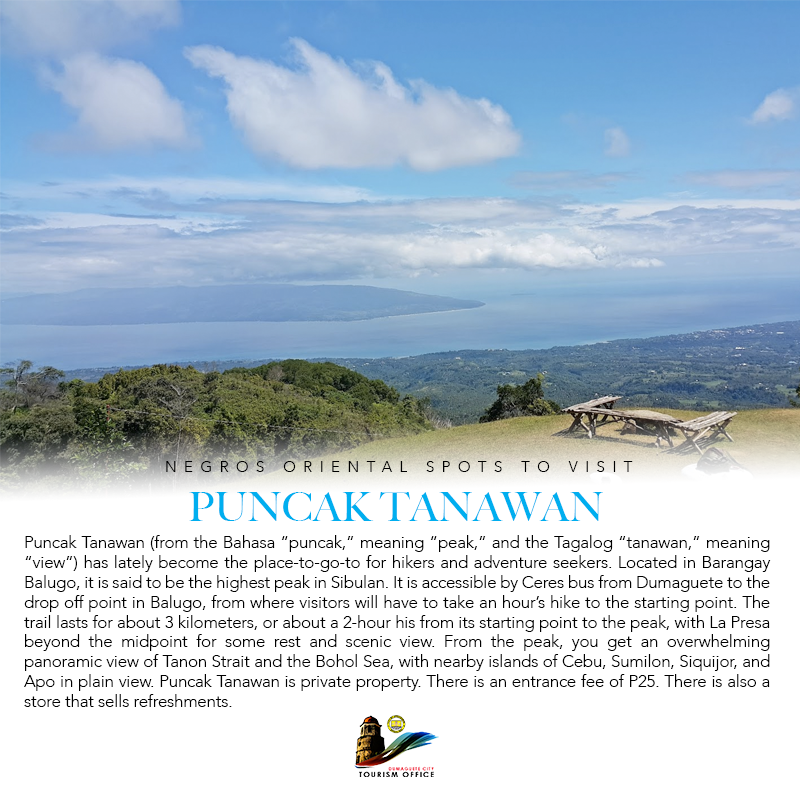 NEGROS ORIENTAL SPOTS TO VISIT
PUNCAK TANAWAN
Puncak Tanawan (from the Bahasa “puncak,“ meaning “peak,“ and the Tagalog “tanawan,“ meaning
“view“) has lately become the place-to-go-to for hikers and adventure seekers. Located in Barangay
Balugo, it is said to be the highest peak in Sibulan. It is accessible by Ceres bus from Dumaguete to the
drop off point in Balugo, from where visitors will have to take an hour’s hike to the starting point. The
trail lasts for about 3 kilometers, or about a 2-hour his from its starting point to the peak, with La Presa
beyond the midpoint for some rest and scenic view. From the peak, you get an overwhelming
panoramic view of Tanon Strait and the Bohol Sea, with nearby islands of Cebu, Sumilon, Siquijor, and
Apo in plain view. Puncak Tanawan is private property. There is an entrance fee of P25. There is also a
store that sells refreshments.
DUMAGUETE CITY
TOURISM OFFICE